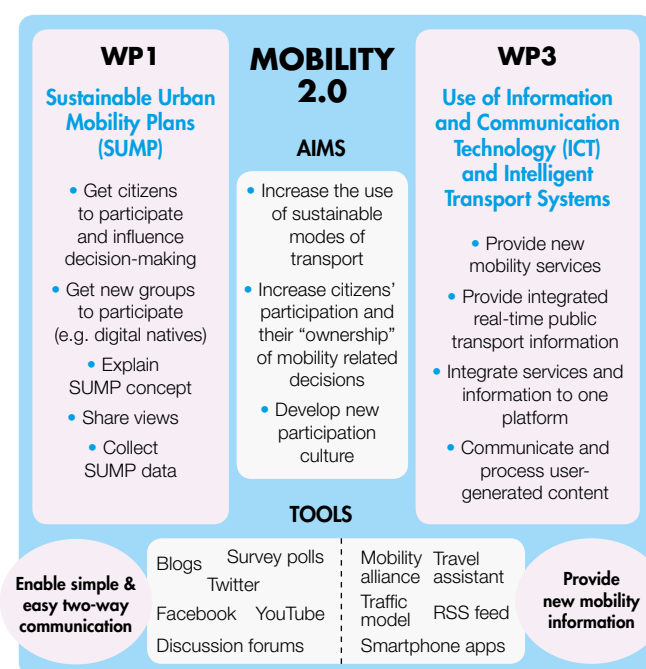 WP1
Sustainable Urban
Mobility Plans
(SUMP)
• Get citizens
to participate
and influence
decision-making
• Get new groups
to participate
(e.g. digital natives)
• Explain
SUMP concept
• Share views
• Collect
SUMP data
MOBILITY
2.0
AIMS
• Increase the use
of sustainable
modes of
transport
• Increase citizens'
participation and
their “ownership”
of mobility related
decisions
• Develop new
participation
culture
WP3
Use of Information
and Communication
Technology (ICT)
and Intelligent
Transport Systems
• Provide new
mobility services
• Provide integrated
real-time public
transport information
• Integrate services and
information to one
platform
• Communicate and
process user-
generated content
TOOLS
Enable simple &
easy two-way
communication
Blogs
Survey polls
Twitter
Facebook
YouTube
Discussion forums
Mobility
alliance
Travel
assistant
Traffic
model
RSS feed
Smartphone apps
Provide
new mobility
information